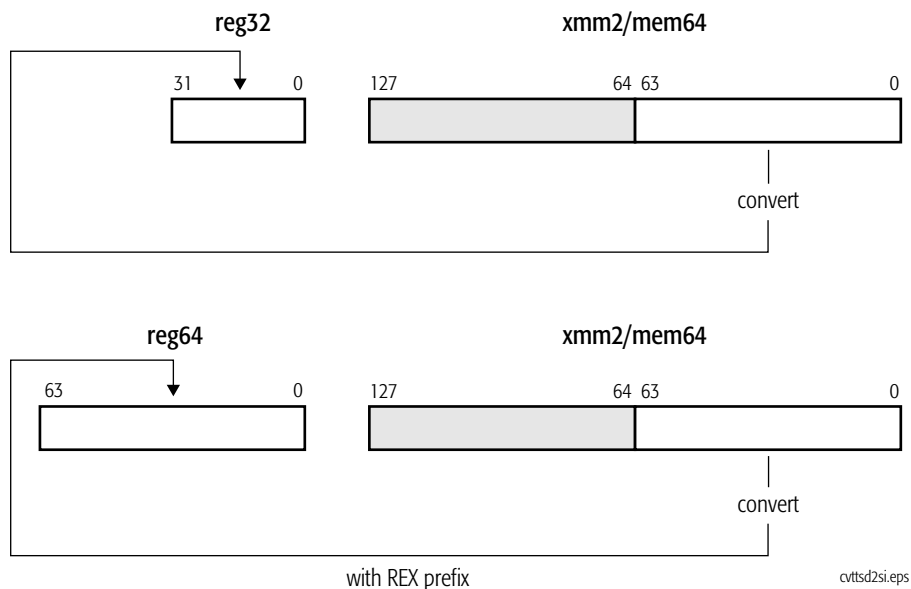 reg32 xmm2/mem64
31 0 127 64 63 0
convert
reg64 xmm2/mem64
63 0 127 64 63 0
convert
with REX prefix
cvttsd2si.eps